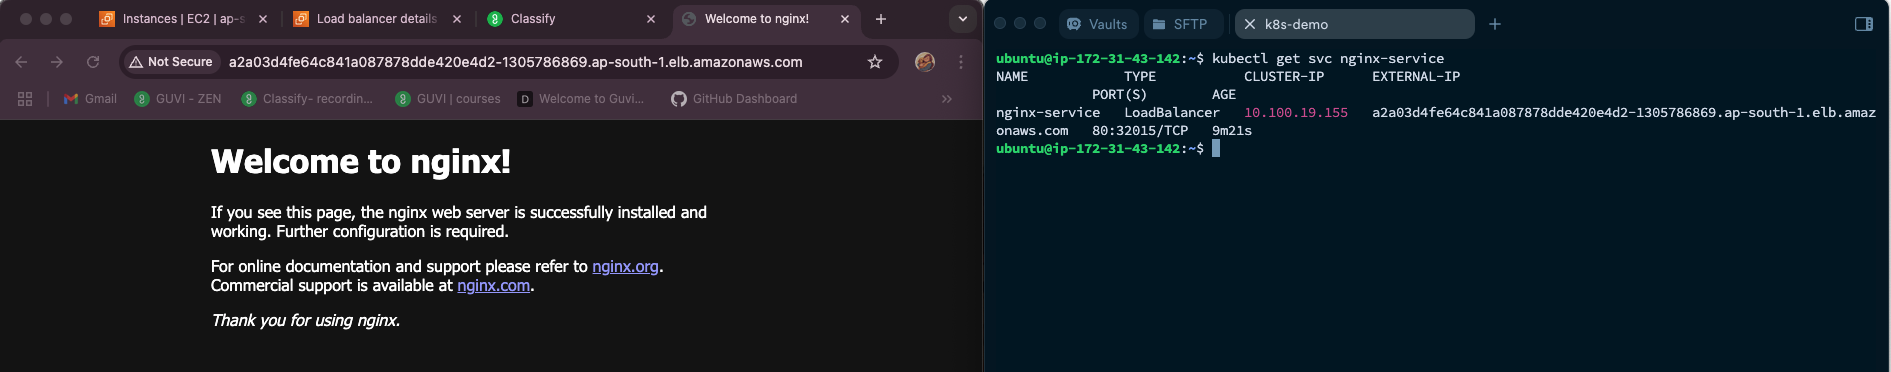 Instances | EC2 | ap-s
Load balancer details
Classify
Welcome to nginx!
Not Secure
a2a03d4fe64c841a087878dde420e4d2-1305786869.ap-south-1.elb.amazonaws.com
Gmail
GUVI - ZEN
Classify- recordin...
GUVI | courses
D Welcome to Guvi...
GitHub Dashboard
»
Welcome to nginx!
If you see this page, the nginx web server is successfully installed and
working. Further configuration is required.
For online documentation and support please refer to nginx.org.
Commercial support is available at nginx.com.
Thank you for using nginx.
Vaults
SFTP
k8s-demo
ubuntu@ip-172-31-43-142:~$ kubectl get svc nginx-service
NAME TYPE CLUSTER-IP EXTERNAL-IP
PORT(S) AGE
nginx-service LoadBalancer 10.100.19.155 a2a03d4fe64c841a087878dde420e4d2-1305786869.ap-south-1.elb.amaz
onaws.com 80:32015/TCP 9m21s
ubuntu@ip-172-31-43-142:~$